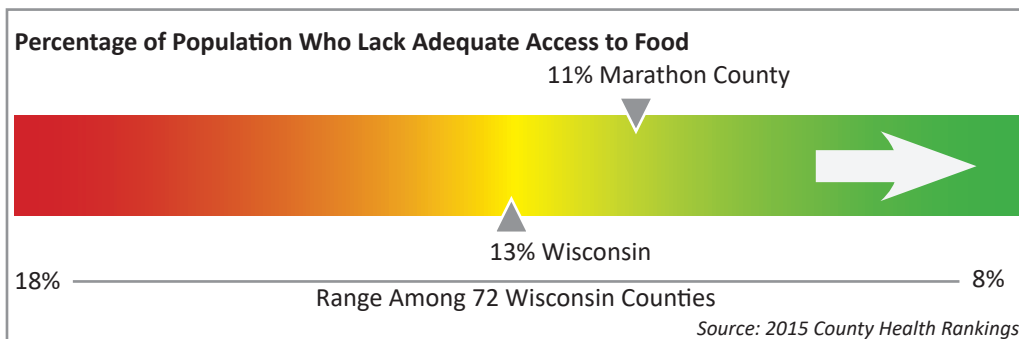 Percentage of Population Who Lack Adequate Access to Food
11% Marathon County
13% Wisconsin
18%
8%
Range Among 72 Wisconsin Counties
Source: 2015 County Health Rankings